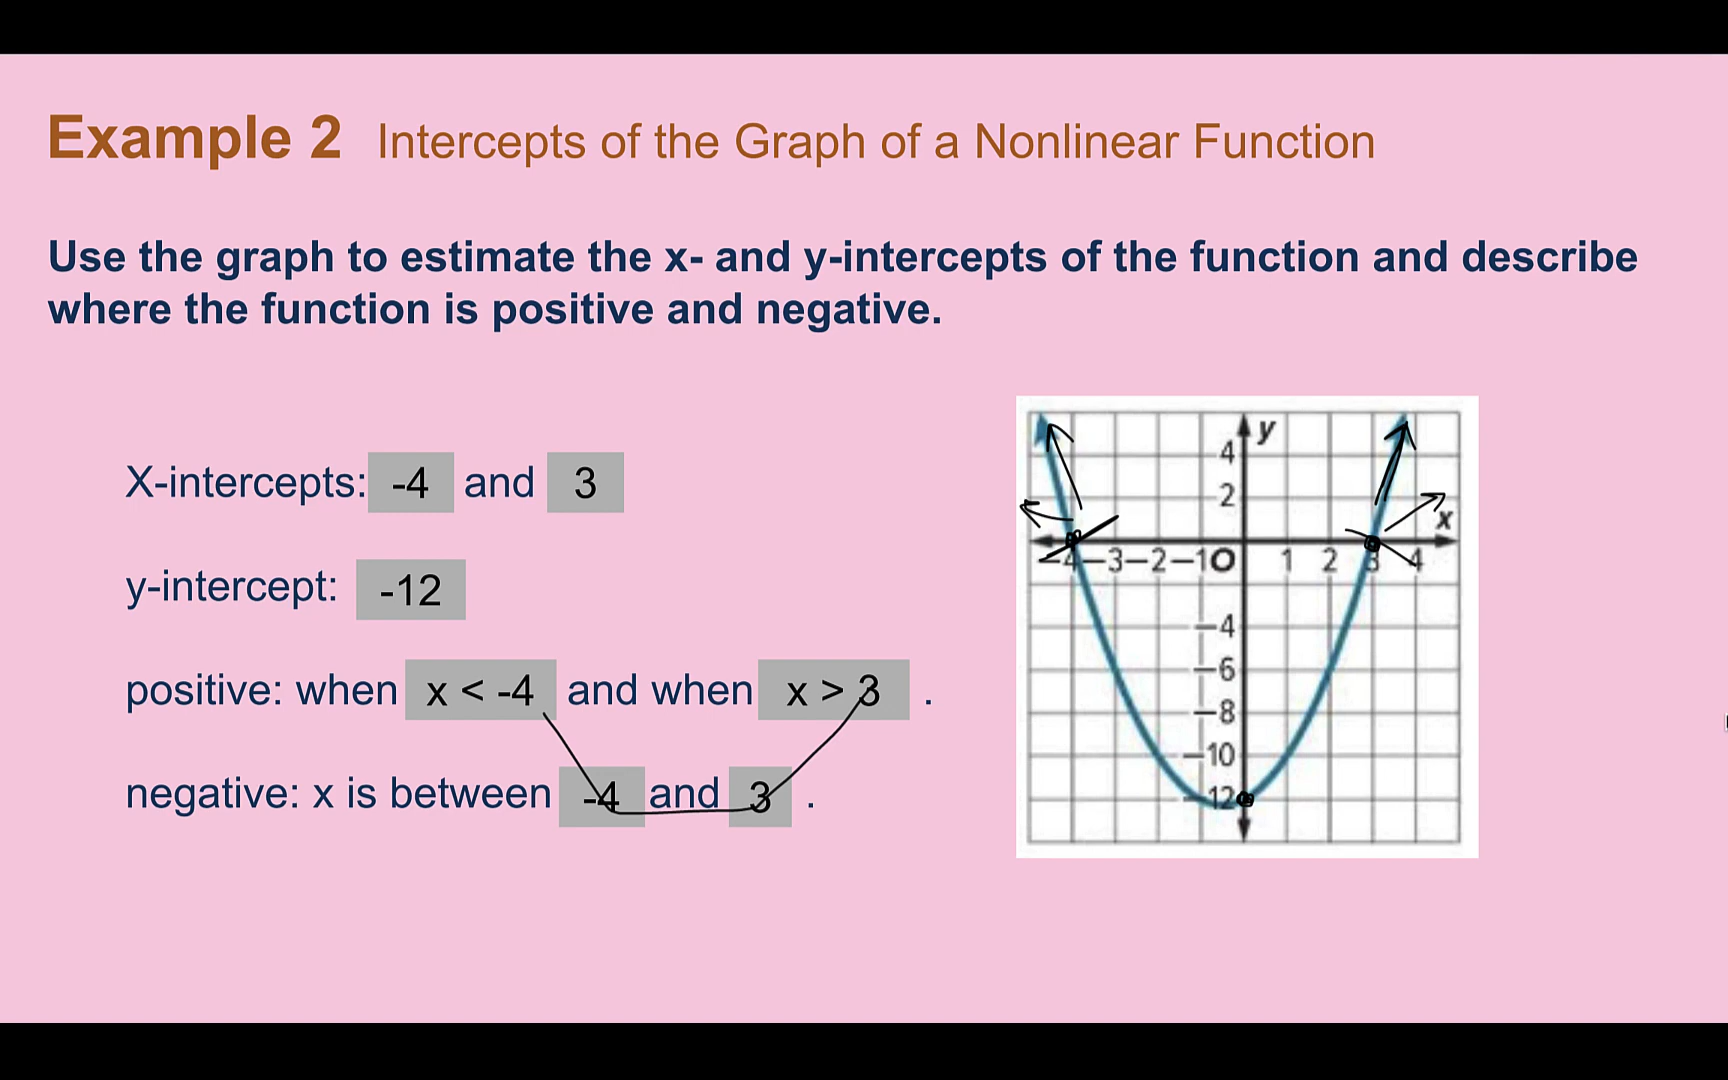 Example 2 Intercepts of the Graph of a Nonlinear Function
Use the graph to estimate the x- and y-intercepts of the function and describe
where the function is positive and negative.
X-intercepts: -4 and 3
y-intercept: -12
positive: when x < -4 and when x > 3 .
negative: x is between -4 and 3 .
y
4
2
x
−4 −3 −2 −1 O 1 2 3 4
−4
−6
−8
−10
−12